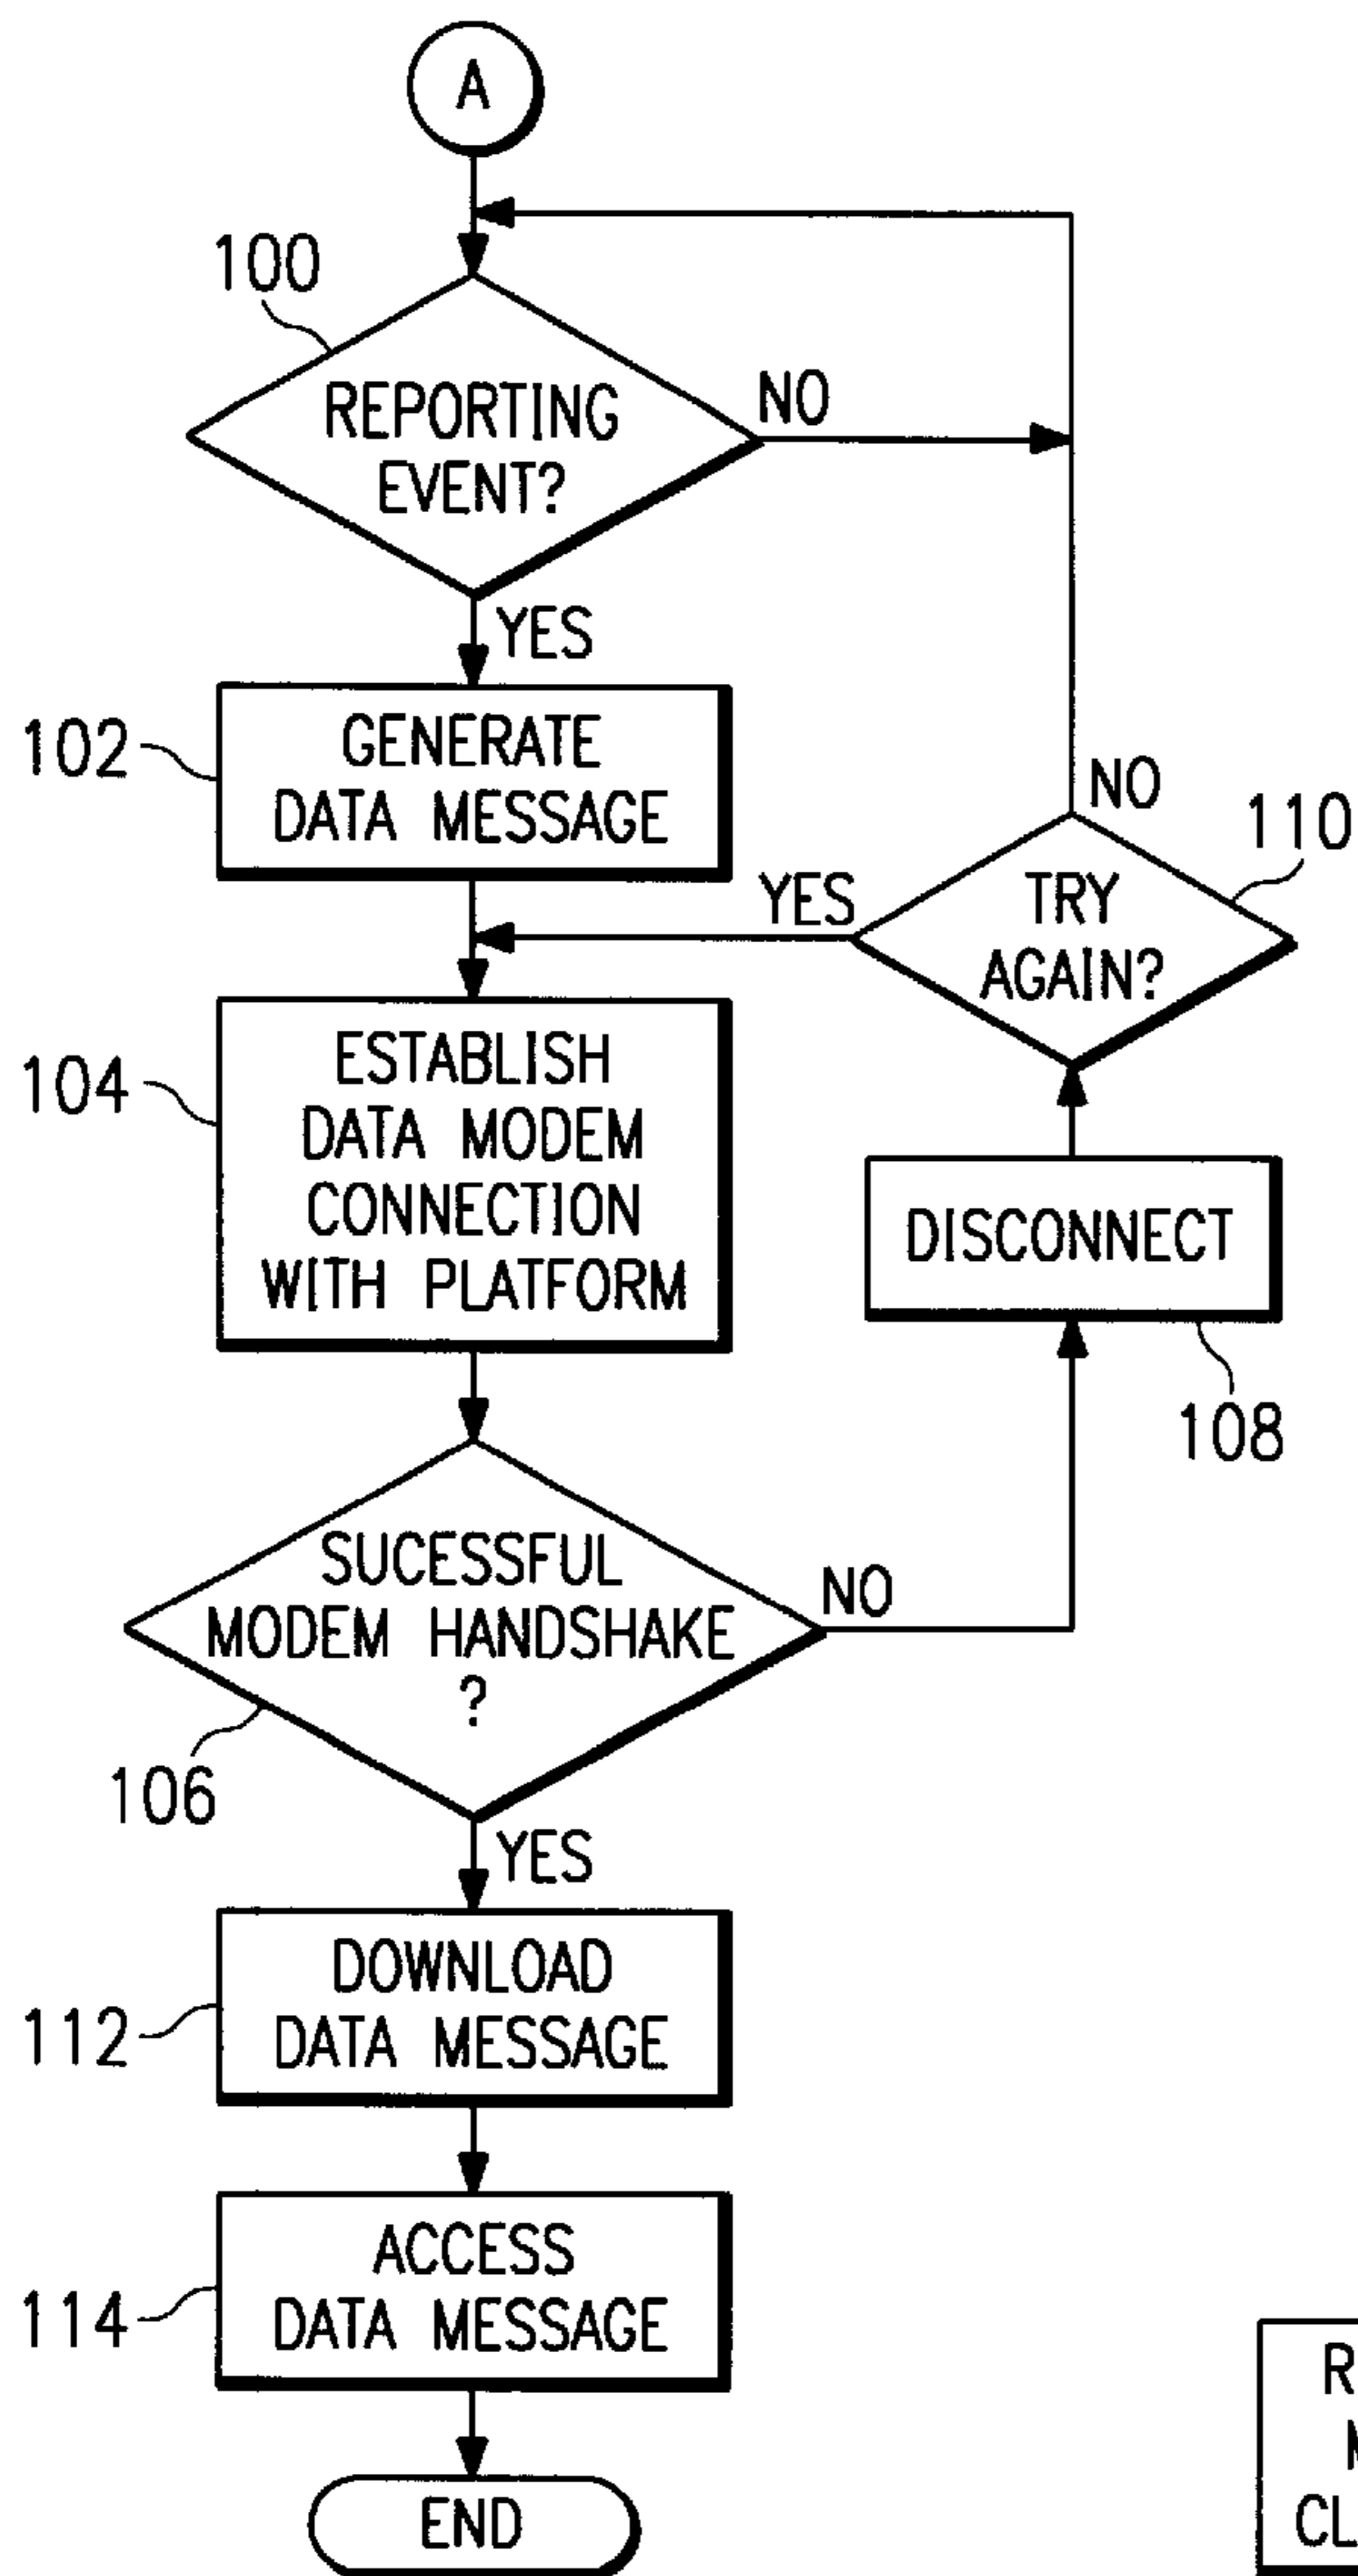 A
100
REPORTING
EVENT?
NO
YES
102
GENERATE
DATA MESSAGE
NO
110
YES
TRY
AGAIN?
104
ESTABLISH
DATA MODEM
CONNECTION
WITH PLATFORM
DISCONNECT
108
SUCESSFUL
MODEM HANDSHAKE
?
NO
106
YES
112
DOWNLOAD
DATA MESSAGE
114
ACCESS
DATA MESSAGE
END